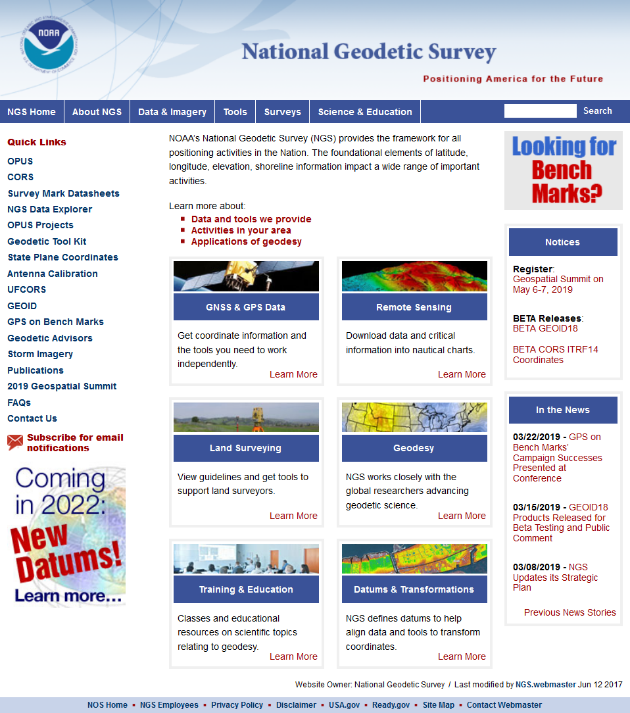 NOAA
National Geodetic Survey
Positioning America for the Future
NGS Home
About NGS
Data & Imagery
Tools
Surveys
Science & Education
Search
Quick Links
OPUS
CORS
Survey Mark Datasheets
NGS Data Explorer
OPUS Projects
Geodetic Tool Kit
State Plane Coordinates
Antenna Calibration
UFCORS
GEOID
GPS on Bench Marks
Geodetic Advisors
Storm Imagery
Publications
2019 Geospatial Summit
FAQs
Contact Us
Subscribe for email
notifications
Coming
in 2022:
New
Datums!
Learn more...
NOAA's National Geodetic Survey (NGS) provides the framework for all
positioning activities in the Nation. The foundational elements of latitude,
longitude, elevation, shoreline information impact a wide range of important
activities.
Learn more about:
Data and tools we provide
Activities in your area
Applications of geodesy
GNSS & GPS Data
Get coordinate information and
the tools you need to work
independently.
Learn More
Remote Sensing
Download data and critical
information into nautical charts.
Learn More
Land Surveying
View guidelines and get tools to
support land surveyors.
Learn More
Geodesy
NGS works closely with the
global researchers advancing
geodetic science.
Learn More
Training & Education
Classes and educational
resources on scientific topics
relating to geodesy.
Learn More
Datums & Transformations
NGS defines datums to help
align data and tools to transform
coordinates.
Learn More
Looking for
Bench
Marks?
Notices
Register:
Geospatial Summit on
May 6-7, 2019
BETA Releases:
BETA GEOID18
BETA CORS ITRF14
Coordinates
In the News
03/22/2019 - GPS on
Bench Marks'
Campaign Successes
Presented at
Conference
03/15/2019 - GEOID18
Products Released for
Beta Testing and Public
Comment
03/08/2019 - NGS
Updates its Strategic
Plan
Previous News Stories
Website Owner: National Geodetic Survey / Last modified by NGS.webmaster Jun 12 2017
NOS Home • NGS Employees • Privacy Policy • Disclaimer • USA.gov • Ready.gov • Site Map • Contact Webmaster